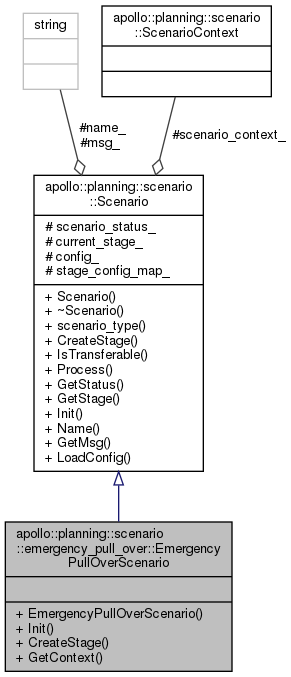 string
apollo::planning::scenario
::ScenarioContext
#name_
#msg_
#scenario_context_
apollo::planning::scenario
::Scenario
# scenario_status_
# current_stage_
# config_
# stage_config_map_
+ Scenario()
+ ~Scenario()
+ scenario_type()
+ CreateStage()
+ IsTransferable()
+ Process()
+ GetStatus()
+ GetStage()
+ Init()
+ Name()
+ GetMsg()
+ LoadConfig()
apollo::planning::scenario
::emergency_pull_over::Emergency
PullOverScenario
+ EmergencyPullOverScenario()
+ Init()
+ CreateStage()
+ GetContext()